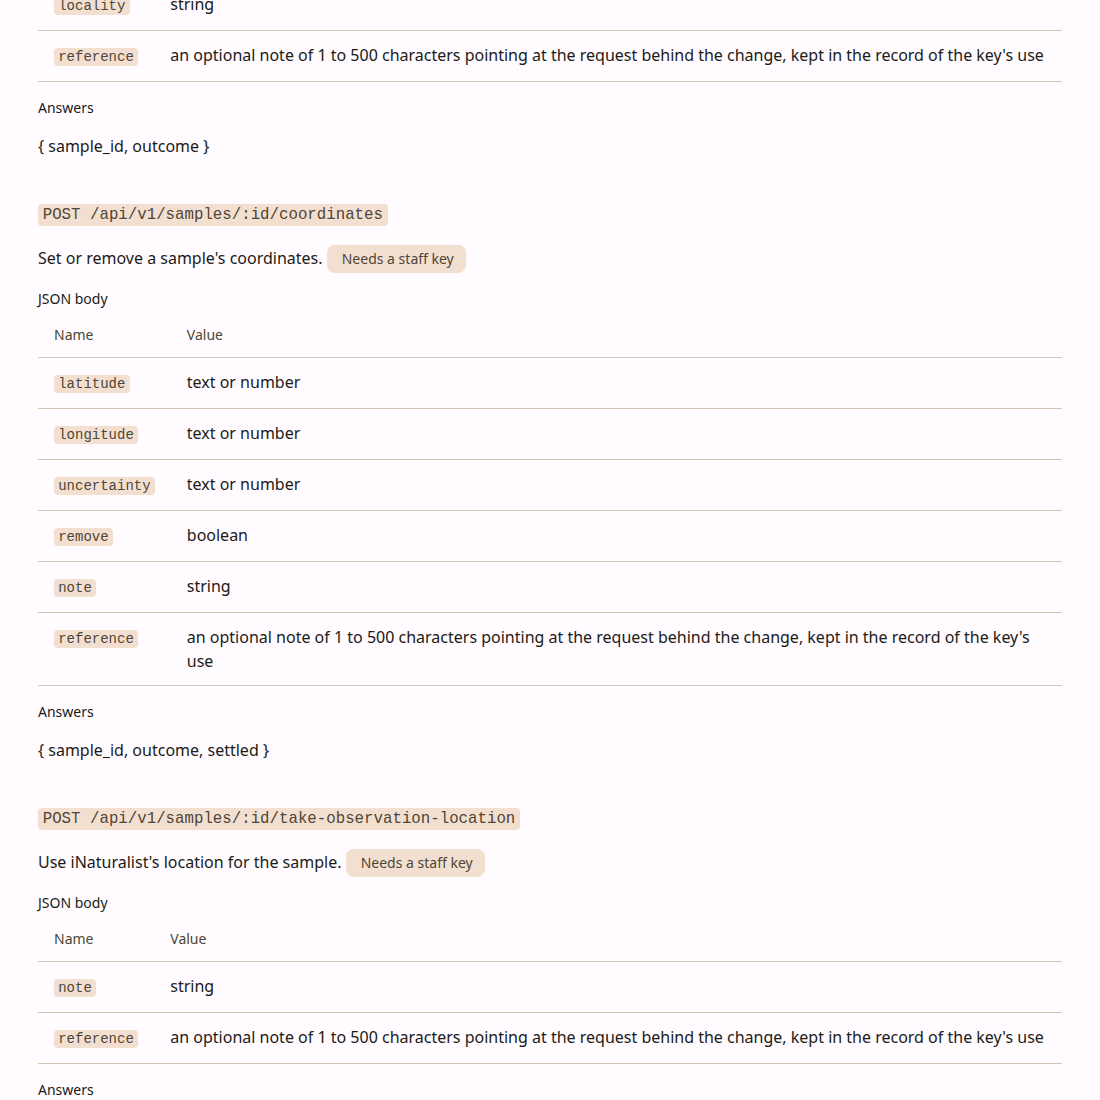 locality string
reference an optional note of 1 to 500 characters pointing at the request behind the change, kept in the record of the key's use
Answers
{ sample_id, outcome }
POST /api/v1/samples/:id/coordinates
Set or remove a sample's coordinates. Needs a staff key
JSON body
Name Value
latitude text or number
longitude text or number
uncertainty text or number
remove boolean
note string
reference an optional note of 1 to 500 characters pointing at the request behind the change, kept in the record of the key's
use
Answers
{ sample_id, outcome, settled }
POST /api/v1/samples/:id/take-observation-location
Use iNaturalist's location for the sample. Needs a staff key
JSON body
Name Value
note string
reference an optional note of 1 to 500 characters pointing at the request behind the change, kept in the record of the key's use
Answers